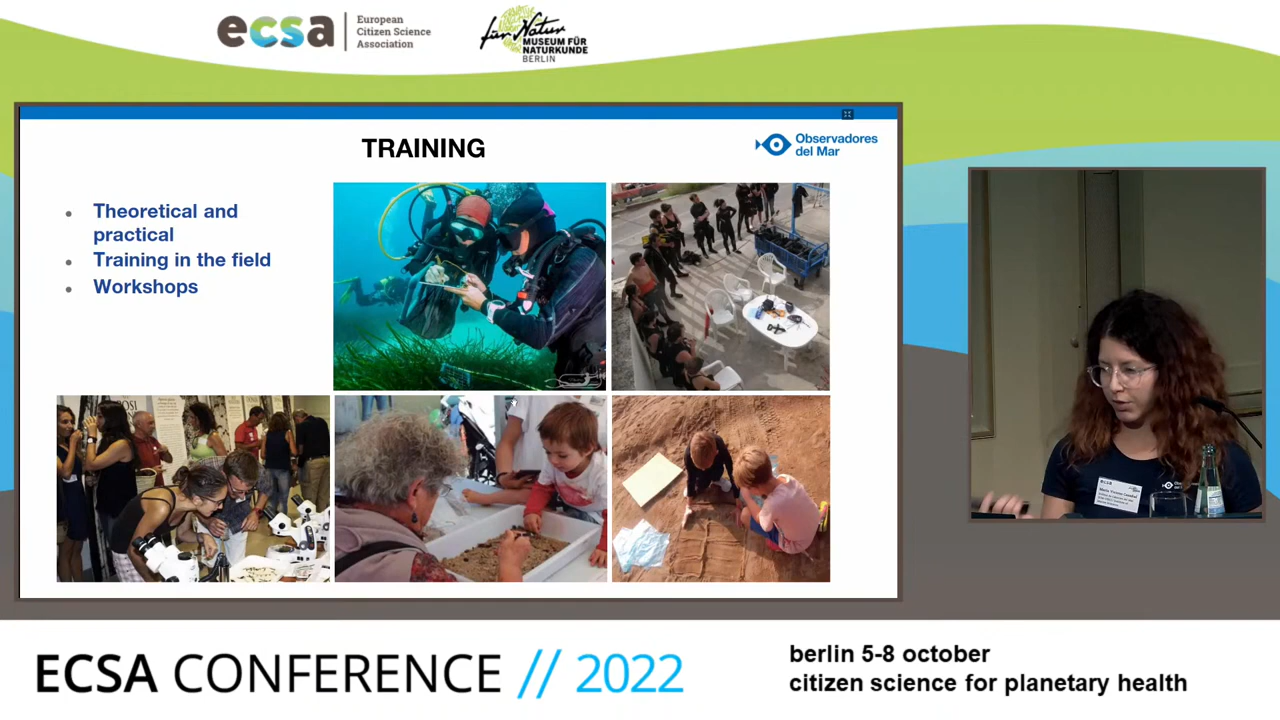 ecsa
European
Citizen Science
Association
für Natur
MUSEUM FÜR
NATURKUNDE
BERLIN
TRAINING
Observadores
del Mar
Theoretical and
practical
Training in the field
Workshops
ecsa
ECSA CONFERENCE // 2022
berlin 5-8 october
citizen science for planetary health